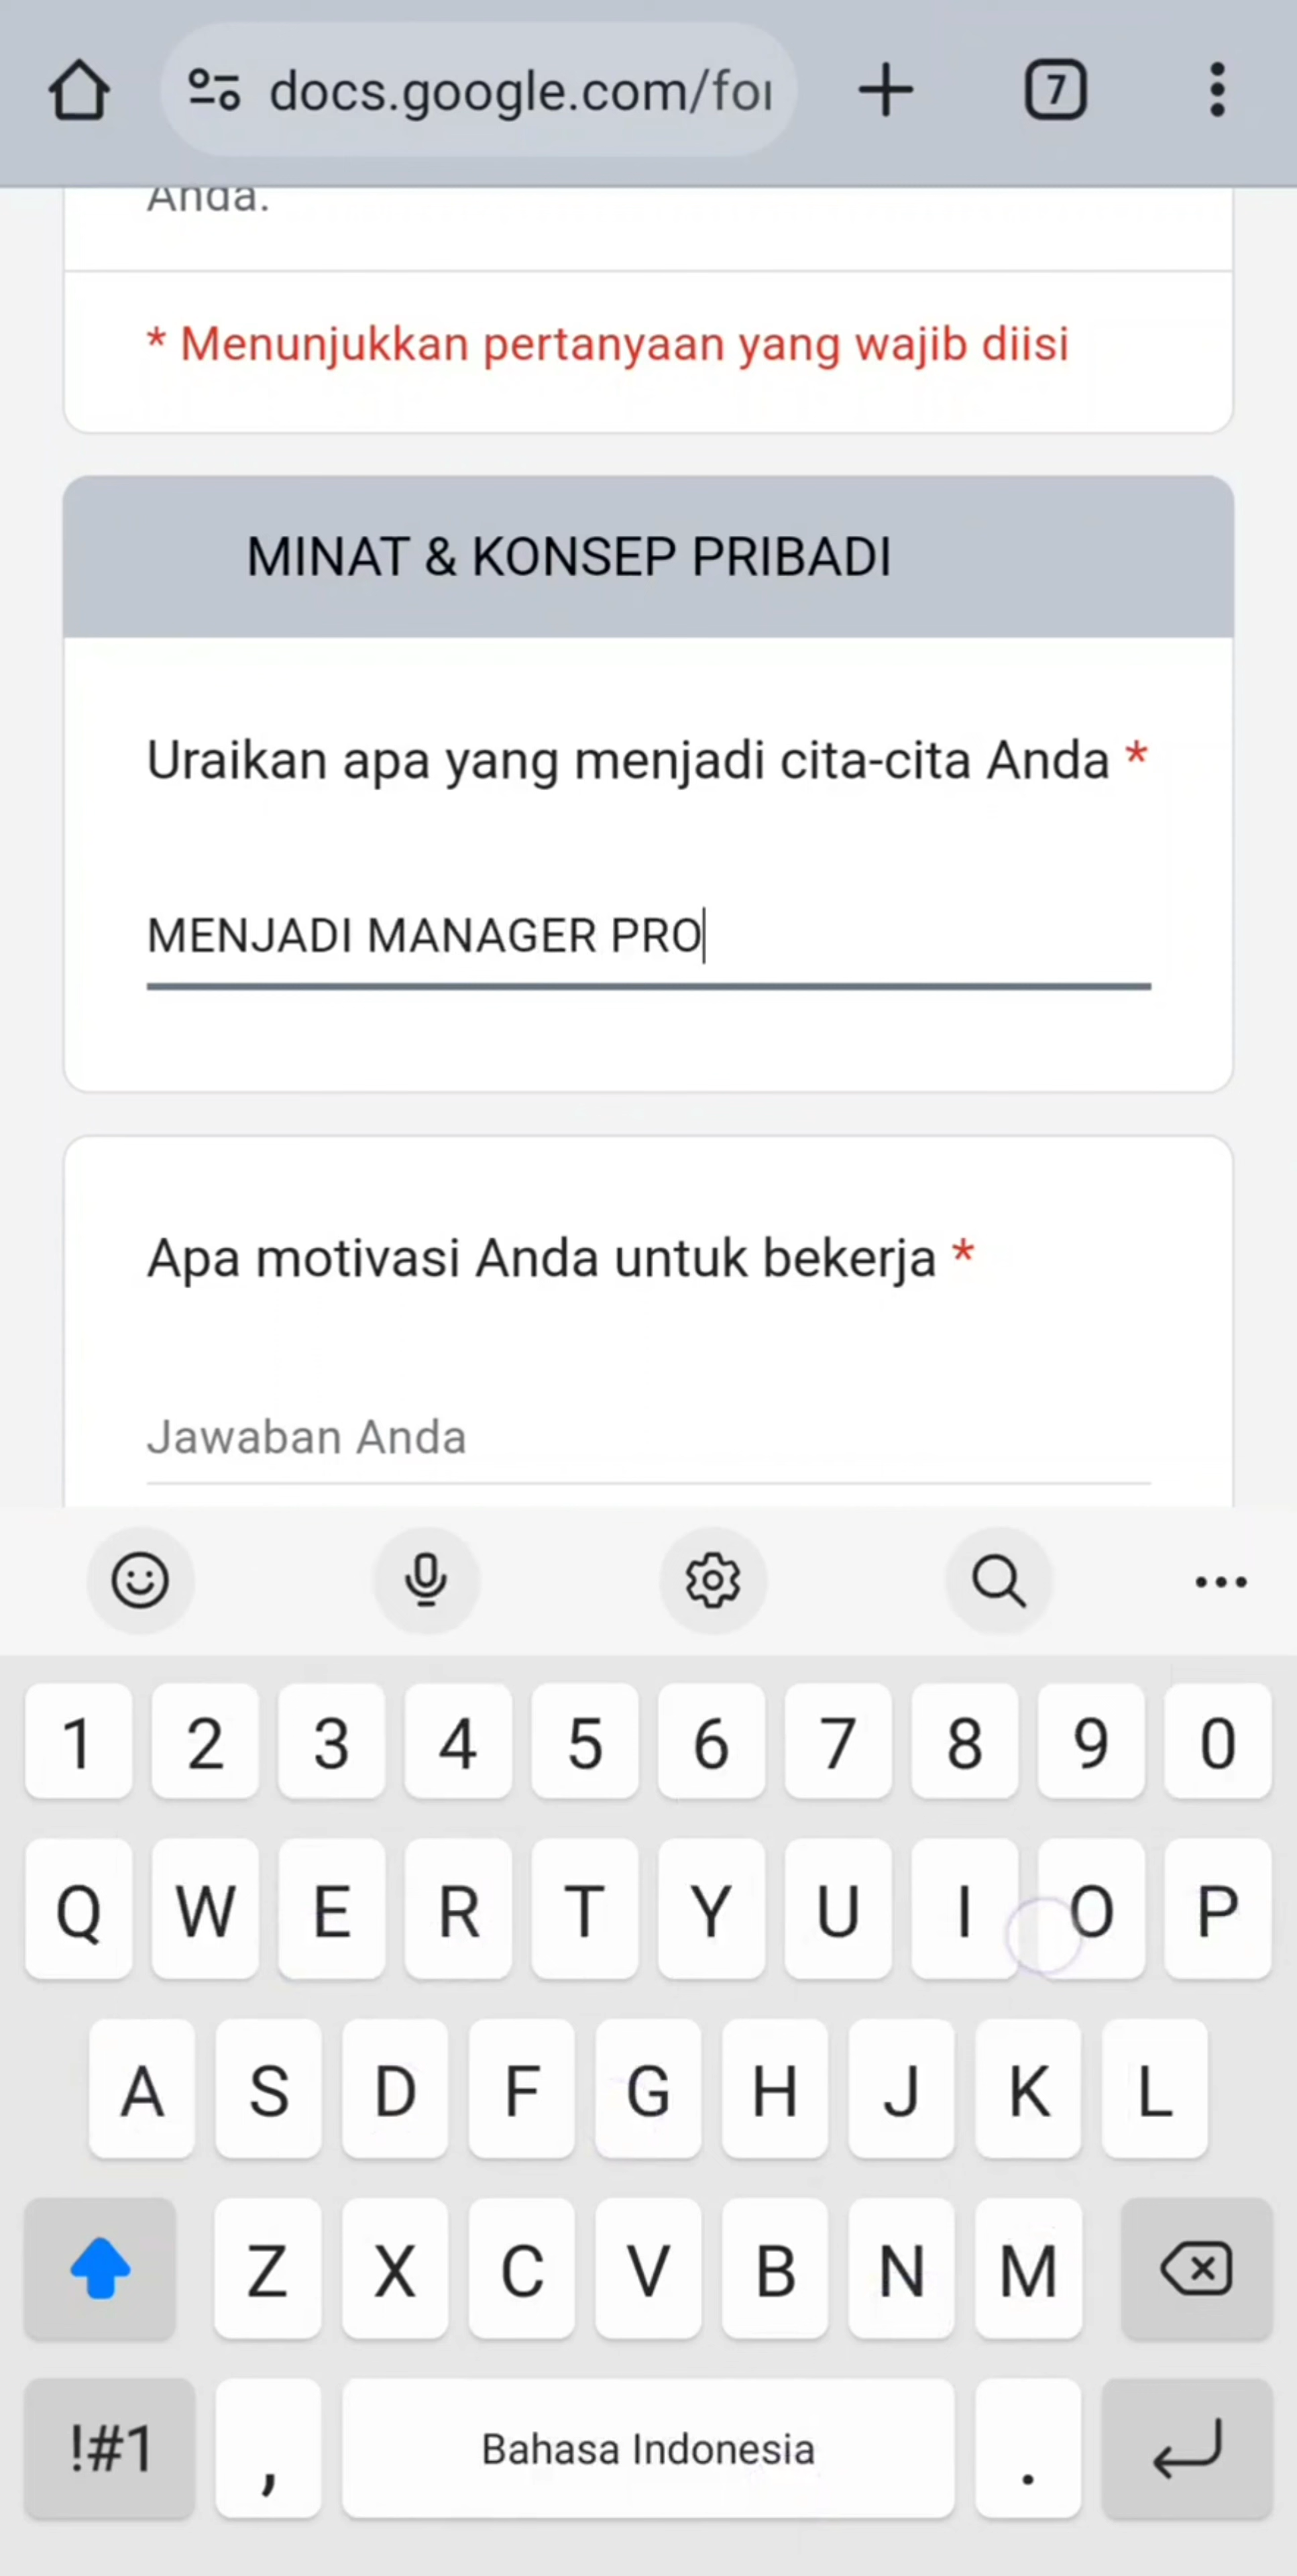 docs.google.com/for
7
Anda.
* Menunjukkan pertanyaan yang wajib diisi
MINAT & KONSEP PRIBADI
Uraikan apa yang menjadi cita-cita Anda *
MENJADI MANAGER PRO
Apa motivasi Anda untuk bekerja *
Jawaban Anda
1 2 3 4 5 6 7 8 9 0
Q W E R T Y U I O P
A S D F G H J K L
Z X C V B N M
!#1 , Bahasa Indonesia .